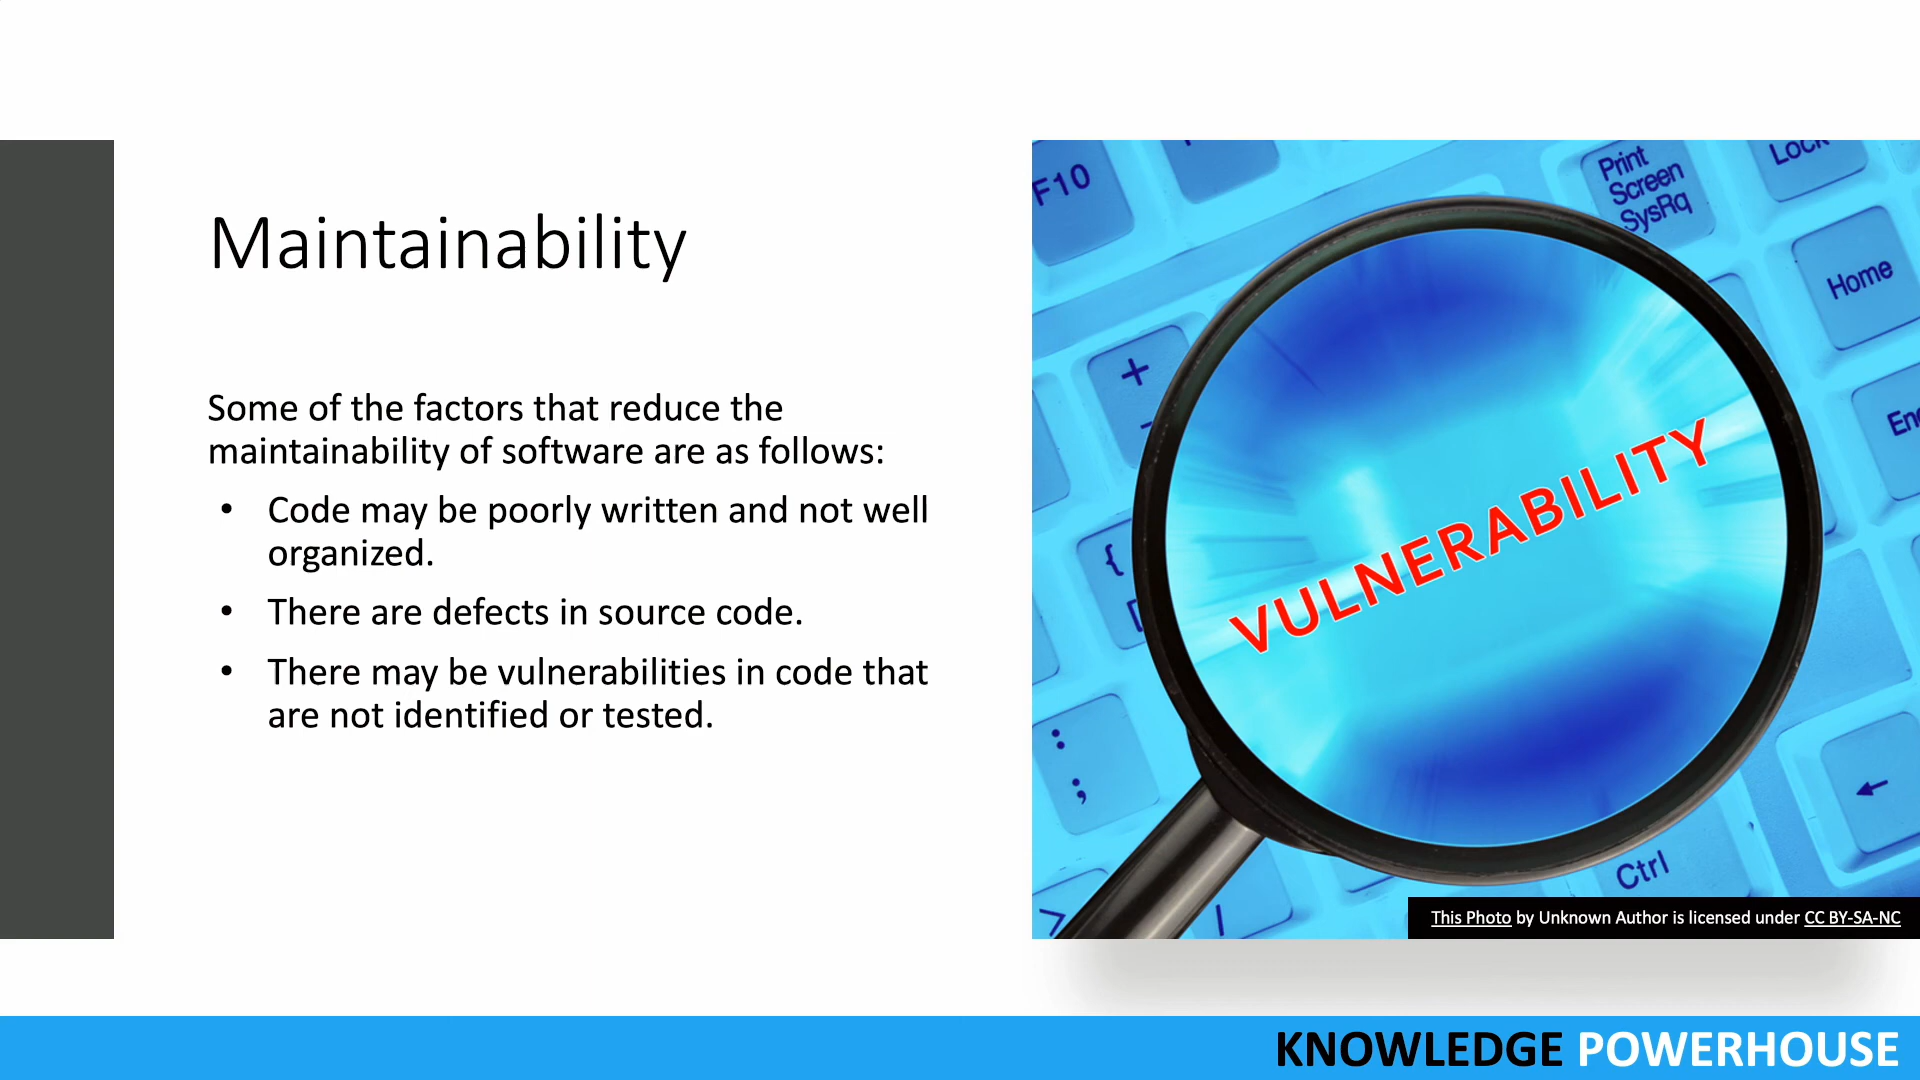 Maintainability
Some of the factors that reduce the
maintainability of software are as follows:
• Code may be poorly written and not well
organized.
• There are defects in source code.
• There may be vulnerabilities in code that
are not identified or tested.
F10
Print
Screen
SysRq
Lock
Home
+
-
{
[
:
;
>
/
Ctrl
←
VULNERABILITY
This Photo by Unknown Author is licensed under CC BY-SA-NC
KNOWLEDGE POWERHOUSE